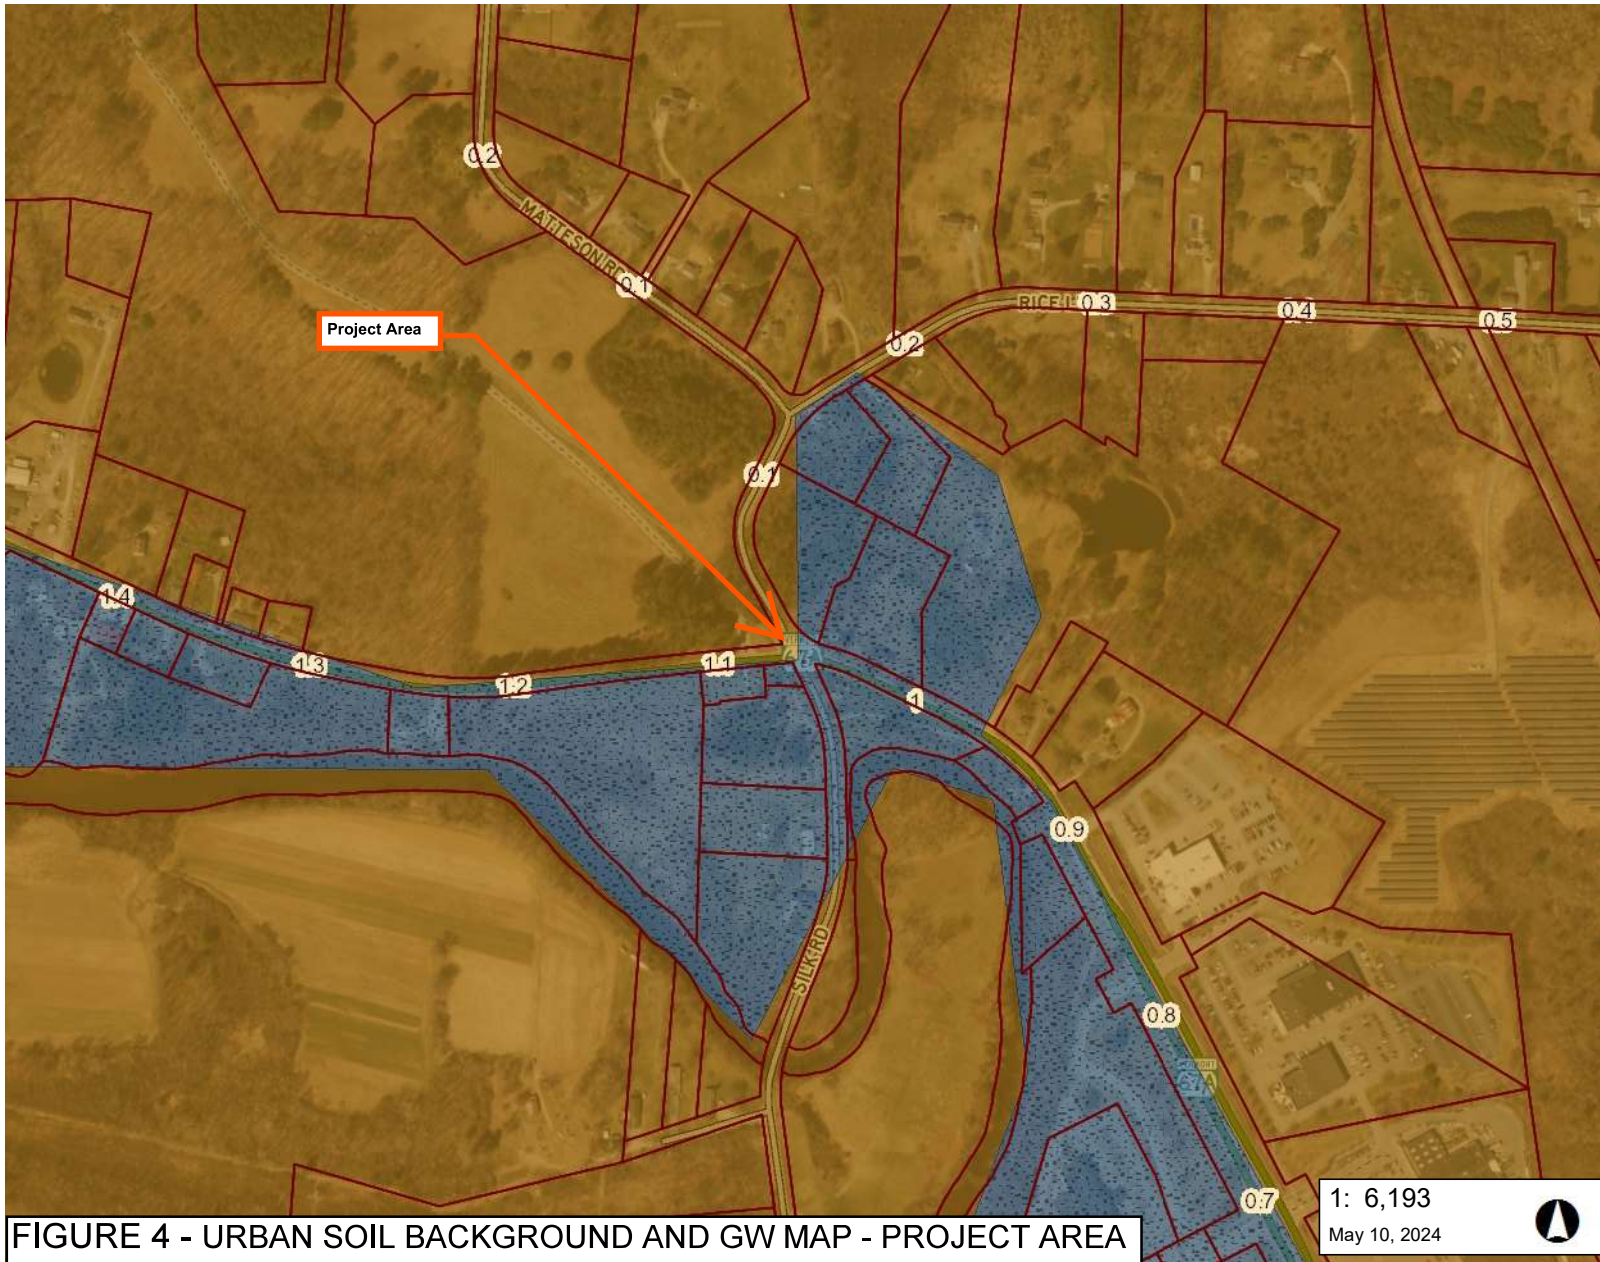 0.2
MATTESON RD
0.1
RICE L
0.3
0.4
0.5
Project Area
0.2
0.1
1.4
1.3
1.2
1.1
1
0.9
SILK RD
0.8
0.7
1: 6,193
May 10, 2024
FIGURE 4 - URBAN SOIL BACKGROUND AND GW MAP - PROJECT AREA